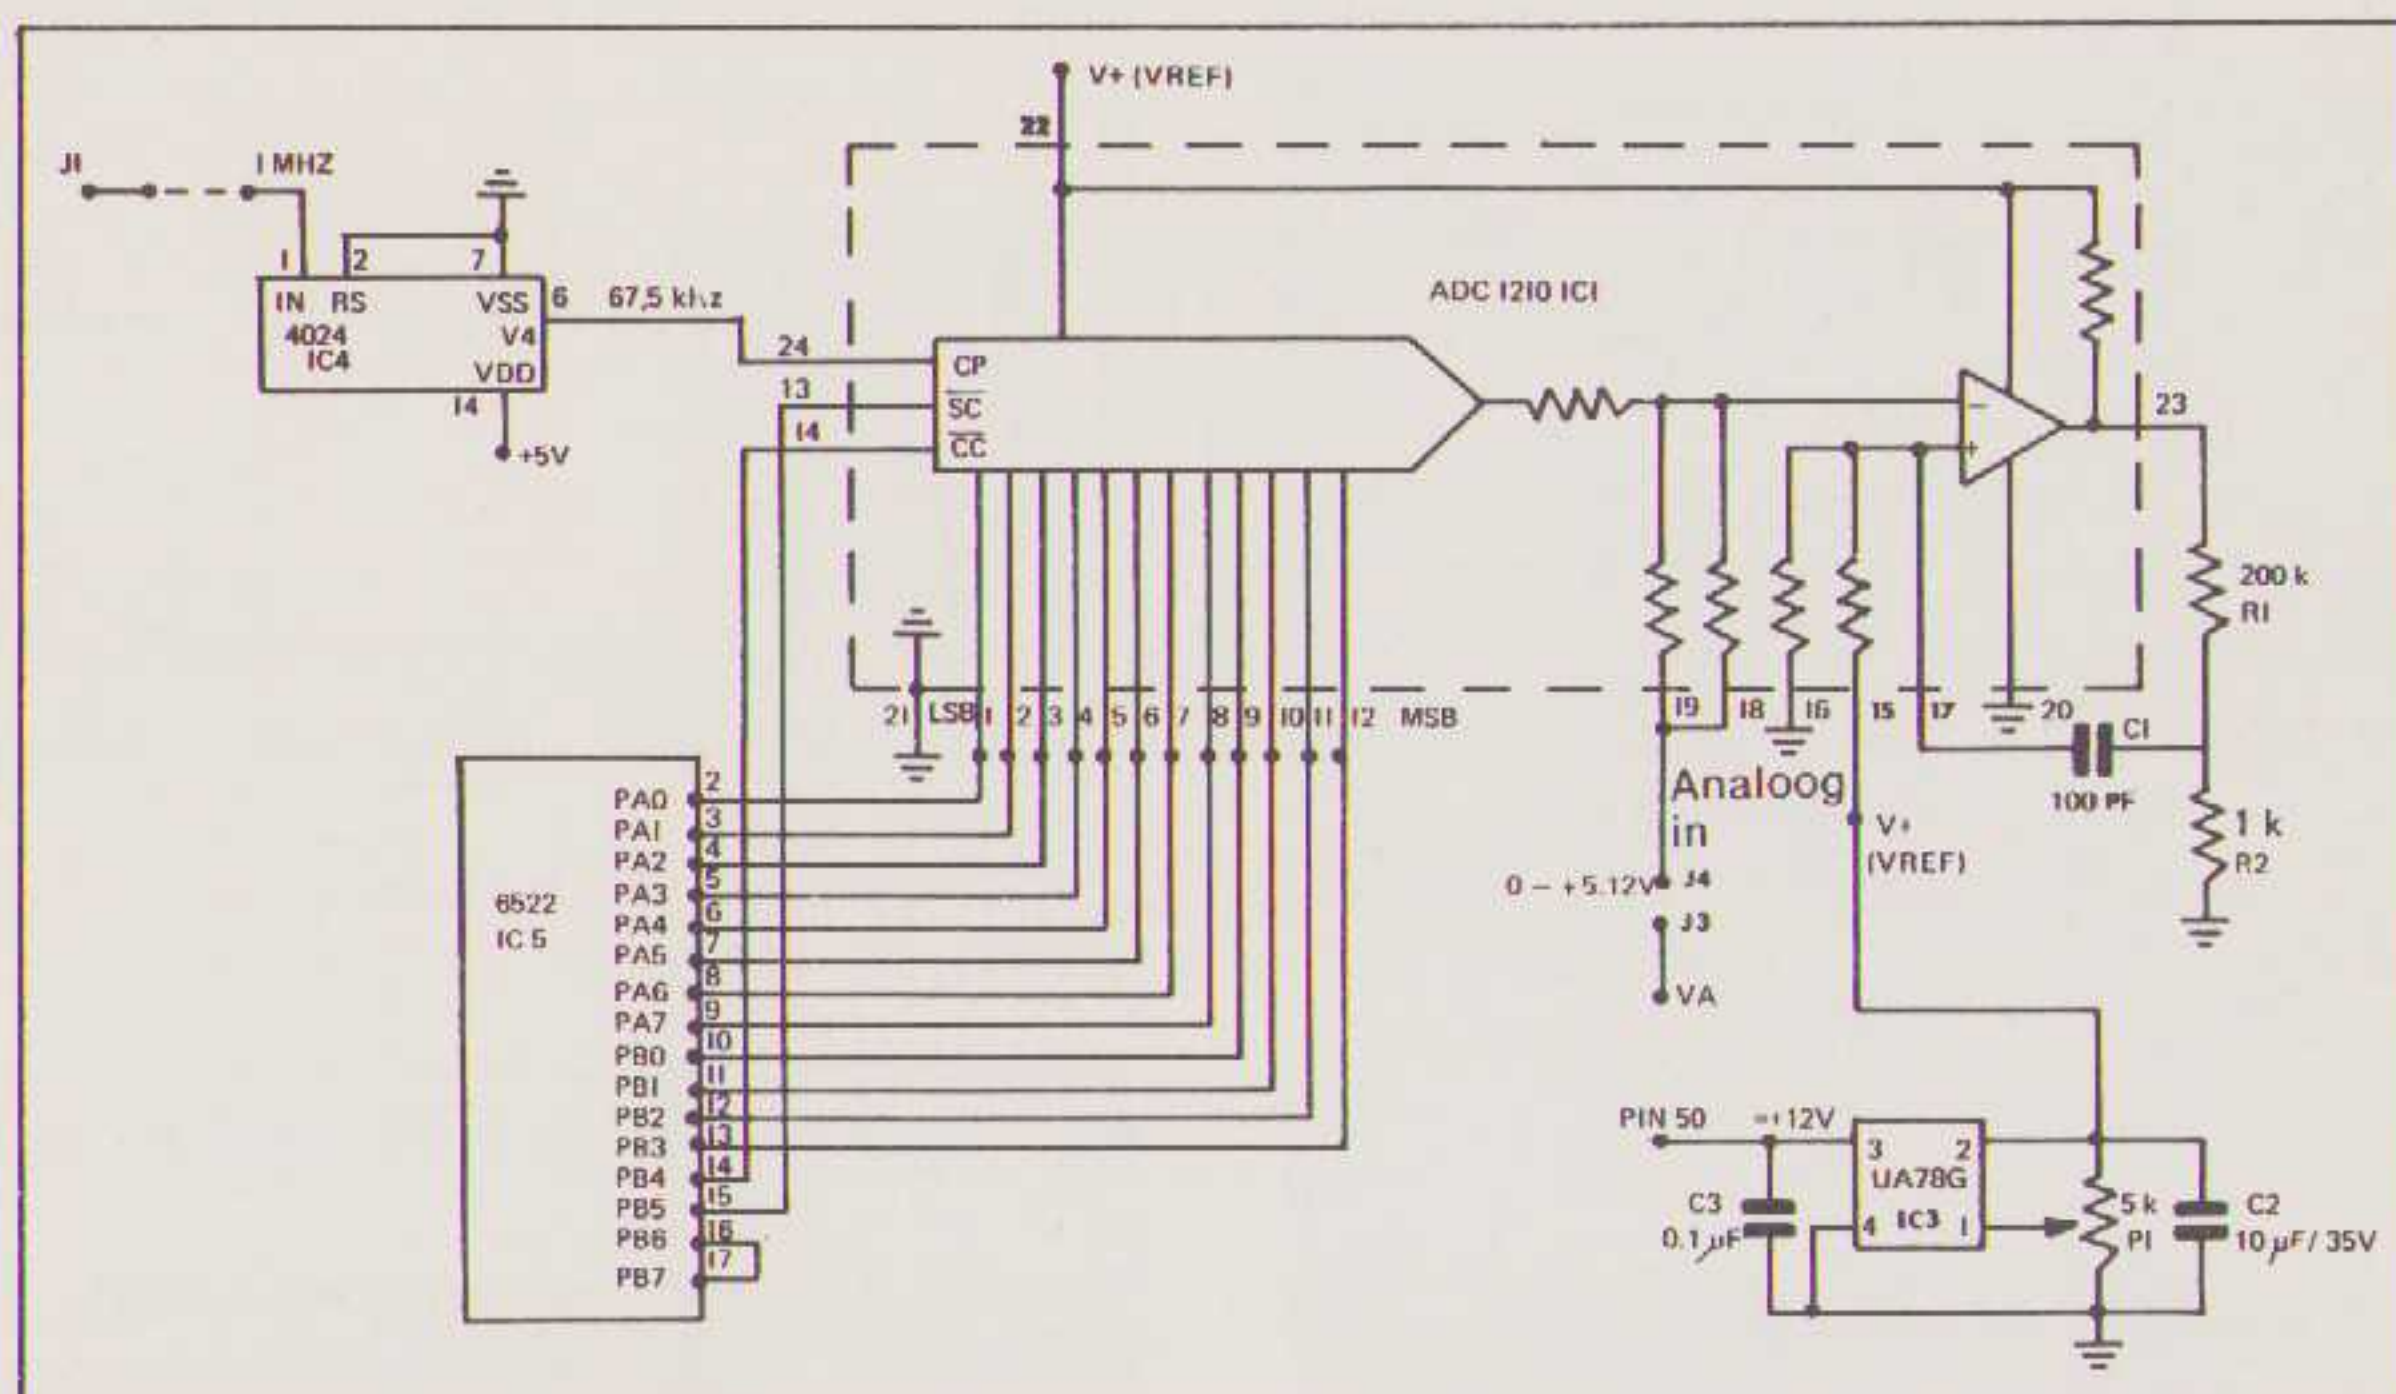 V+ (VREF)
22
J1
1 MHZ
1
2
7
IN
RS
VSS
6
67,5 khz
4024
IC4
V4
VDD
14
+5V
24
13
14
CP
SC
CC
ADC 1210 IC1
−
+
23
200 k
R1
21
LSB
1
2
3
4
5
6
7
8
9
10
11
12
MSB
19
18
16
15
17
20
C1
100 PF
Analoog
in
V+
(VREF)
1 k
R2
0 – +5.12V
J4
J3
VA
6522
IC 5
PA0
2
PA1
3
PA2
4
PA3
5
PA4
6
PA5
7
PA6
8
PA7
9
PB0
10
PB1
11
PB2
12
PB3
13
PB4
14
PB5
15
PB6
16
PB7
17
PIN 50
=+12V
3
2
UA78G
4
IC3
1
C3
0.1 µF
5 k
P1
C2
10 µF/ 35V